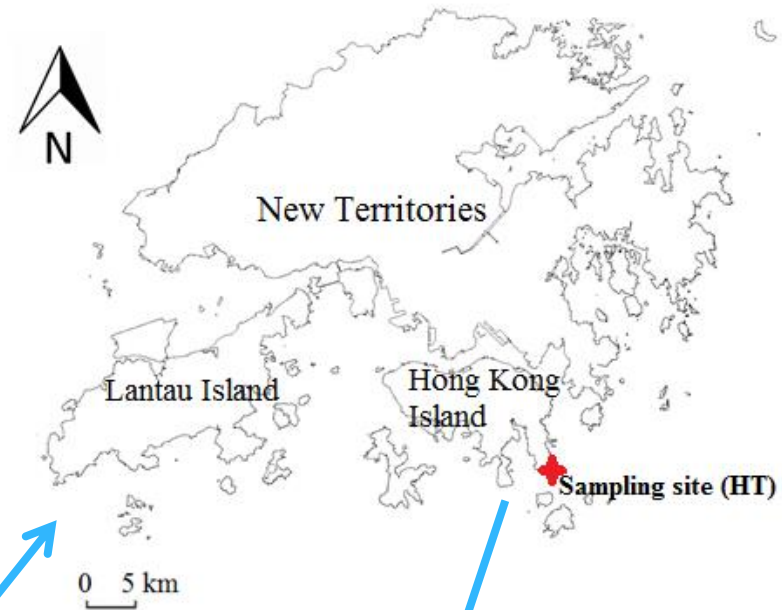 N
New Territories
Lantau Island
Hong Kong
Island
Sampling site (HT)
0 5 km